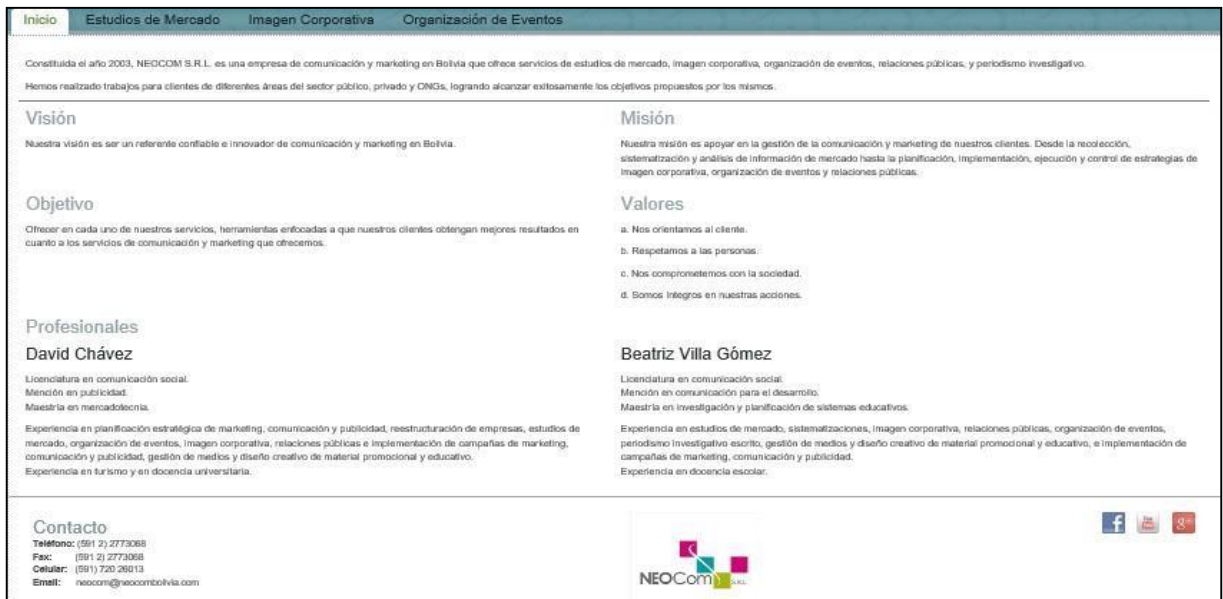 Inicio Estudios de Mercado Imagen Corporativa Organización de Eventos
Constituida el año 2003, NEOCOM S.R.L. es una empresa de comunicación y marketing en Bolivia que ofrece servicios de estudios de mercado, imagen corporativa, organización de eventos, relaciones públicas, y periodismo investigativo.
Hemos realizado trabajos para clientes de diferentes áreas del sector público, privado y ONGs, logrando alcanzar exitosamente los objetivos propuestos por los mismos.
Visión
Nuestra visión es ser un referente confiable e innovador de comunicación y marketing en Bolivia.
Misión
Nuestra misión es apoyar en la gestión de la comunicación y marketing de nuestros clientes. Desde la recolección,
sistematización y análisis de información de mercado hasta la planificación, implementación, ejecución y control de estrategias de
imagen corporativa, organización de eventos y relaciones públicas.
Objetivo
Ofrecer en cada uno de nuestros servicios, herramientas enfocadas a que nuestros clientes obtengan mejores resultados en
cuanto a los servicios de comunicación y marketing que ofrecemos.
Valores
a. Nos orientamos al cliente.
b. Respetamos a las personas.
c. Nos comprometemos con la sociedad.
d. Somos íntegros en nuestras acciones.
Profesionales
David Chávez
Licenciatura en comunicación social.
Mención en publicidad.
Maestría en mercadotecnia.
Experiencia en planificación estratégica de marketing, comunicación y publicidad, reestructuración de empresas, estudios de
mercado, organización de eventos, imagen corporativa, relaciones públicas e implementación de campañas de marketing,
comunicación y publicidad, gestión de medios y diseño creativo de material promocional y educativo.
Experiencia en turismo y en docencia universitaria.
Beatriz Villa Gómez
Licenciatura en comunicación social.
Mención en comunicación para el desarrollo.
Maestría en investigación y planificación de sistemas educativos.
Experiencia en estudios de mercado, sistematizaciones, imagen corporativa, relaciones públicas, organización de eventos,
periodismo investigativo escrito, gestión de medios y diseño creativo de material promocional y educativo, e implementación de
campañas de marketing, comunicación y publicidad.
Experiencia en docencia escolar.
Contacto
Teléfono: (591 2) 2773068
Fax: (591 2) 2773068
Celular: (591) 720 26013
Email: neocom@neocombolivia.com
NEOCom S.R.L.
f You Tube g+